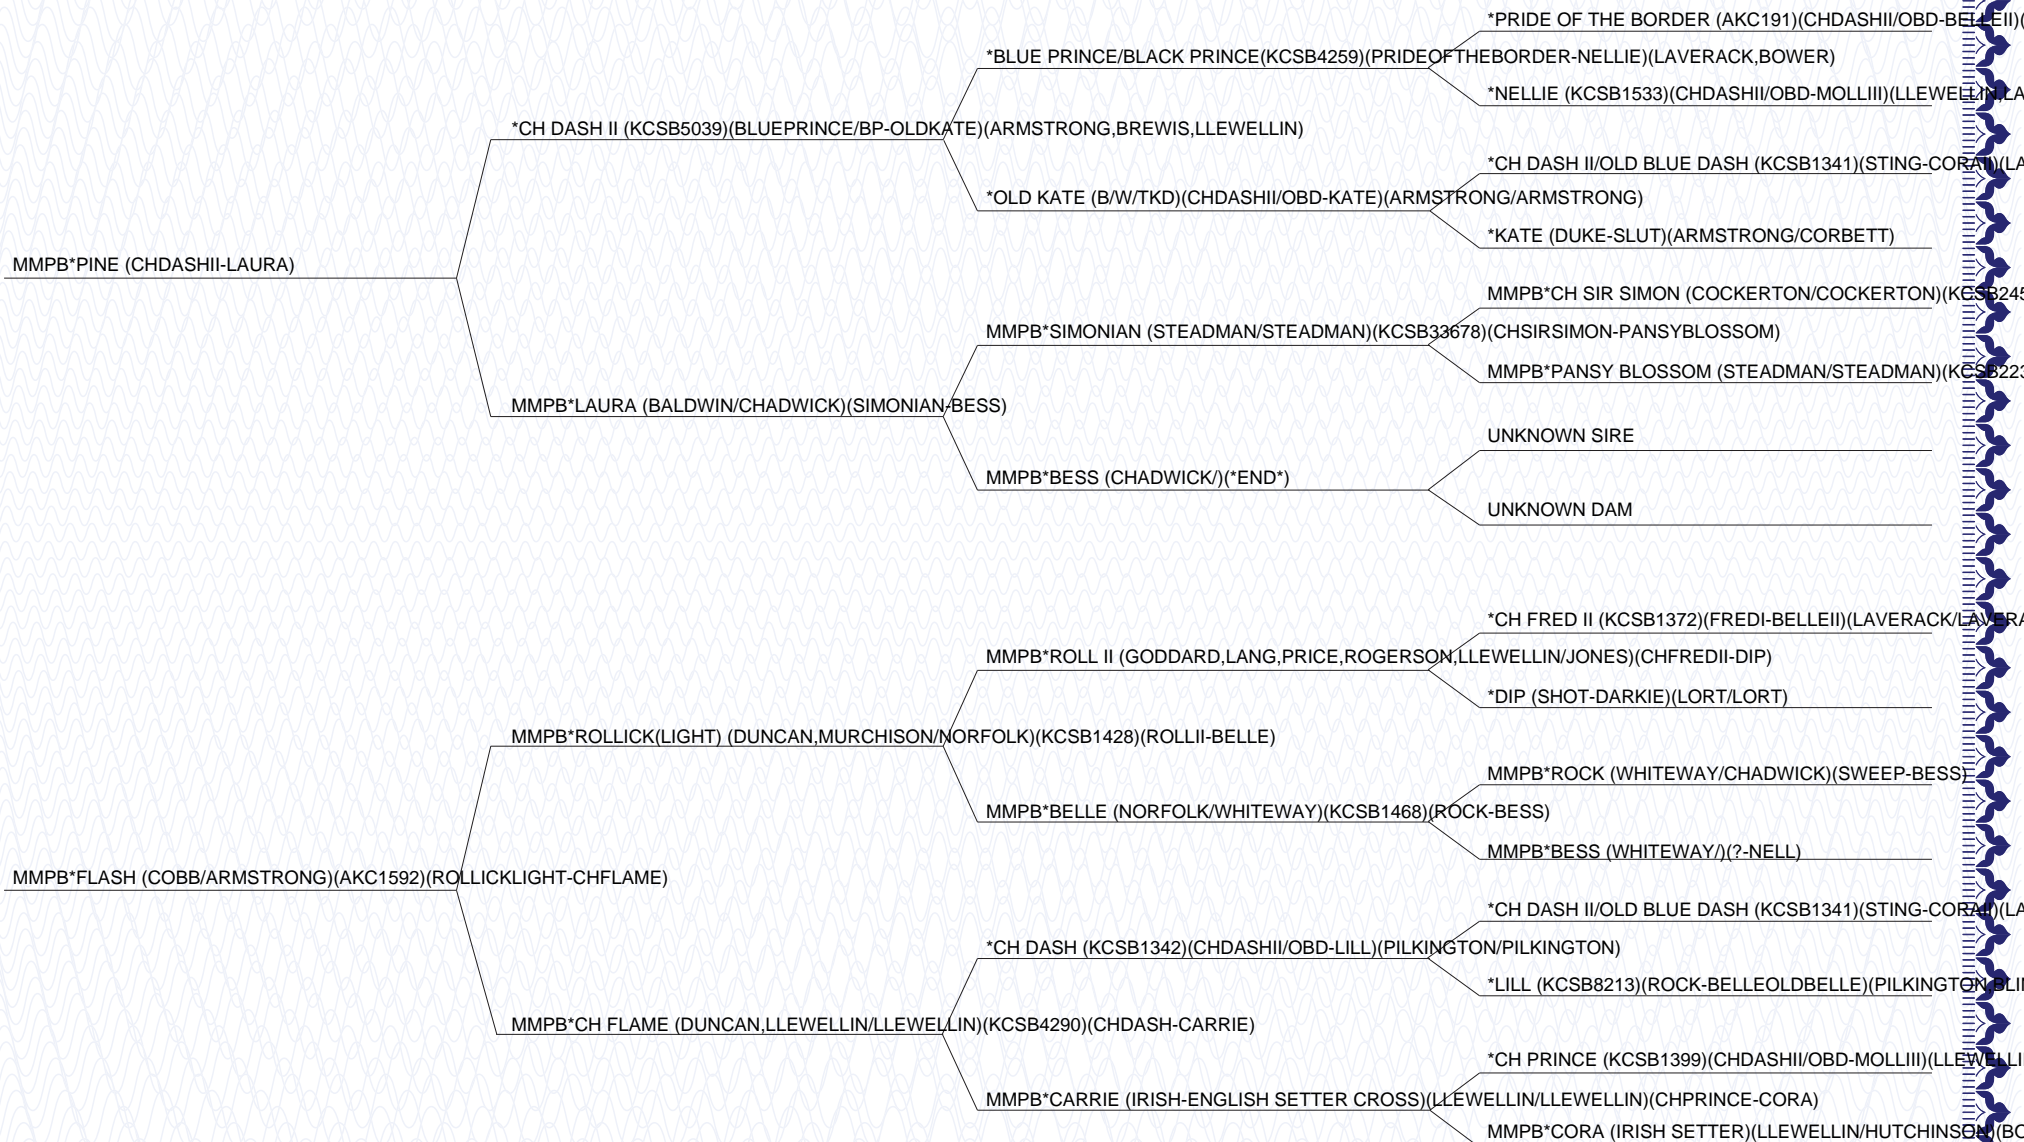 *PRIDE OF THE BORDER (AKC191)(CHDASHII/OBD-BELLEII)(
*BLUE PRINCE/BLACK PRINCE(KCSB4259)(PRIDEOFTHEBORDER-NELLIE)(LAVERACK,BOWER)
*NELLIE (KCSB1533)(CHDASHII/OBD-MOLLIII)(LLEWELLIN,LA
*CH DASH II (KCSB5039)(BLUEPRINCE/BP-OLDKATE)(ARMSTRONG,BREWIS,LLEWELLIN)
*CH DASH II/OLD BLUE DASH (KCSB1341)(STING-CORAII)(LA
*OLD KATE (B/W/TKD)(CHDASHII/OBD-KATE)(ARMSTRONG/ARMSTRONG)
*KATE (DUKE-SLUT)(ARMSTRONG/CORBETT)
MMPB*PINE (CHDASHII-LAURA)
MMPB*CH SIR SIMON (COCKERTON/COCKERTON)(KCSB245
MMPB*SIMONIAN (STEADMAN/STEADMAN)(KCSB33678)(CHSIRSIMON-PANSYBLOSSOM)
MMPB*PANSY BLOSSOM (STEADMAN/STEADMAN)(KCSB223
MMPB*LAURA (BALDWIN/CHADWICK)(SIMONIAN-BESS)
UNKNOWN SIRE
MMPB*BESS (CHADWICK/)(*END*)
UNKNOWN DAM
*CH FRED II (KCSB1372)(FREDI-BELLEII)(LAVERACK/LAVERA
MMPB*ROLL II (GODDARD,LANG,PRICE,ROGERSON,LLEWELLIN/JONES)(CHFREDII-DIP)
*DIP (SHOT-DARKIE)(LORT/LORT)
MMPB*ROLLICK(LIGHT) (DUNCAN,MURCHISON/NORFOLK)(KCSB1428)(ROLLII-BELLE)
MMPB*ROCK (WHITEWAY/CHADWICK)(SWEEP-BESS)
MMPB*BELLE (NORFOLK/WHITEWAY)(KCSB1468)(ROCK-BESS)
MMPB*BESS (WHITEWAY/)(?-NELL)
MMPB*FLASH (COBB/ARMSTRONG)(AKC1592)(ROLLICKLIGHT-CHFLAME)
*CH DASH II/OLD BLUE DASH (KCSB1341)(STING-CORAII)(LA
*CH DASH (KCSB1342)(CHDASHII/OBD-LILL)(PILKINGTON/PILKINGTON)
*LILL (KCSB8213)(ROCK-BELLEOLDBELLE)(PILKINGTON,BLIN
MMPB*CH FLAME (DUNCAN,LLEWELLIN/LLEWELLIN)(KCSB4290)(CHDASH-CARRIE)
*CH PRINCE (KCSB1399)(CHDASHII/OBD-MOLLIII)(LLEWELLI
MMPB*CARRIE (IRISH-ENGLISH SETTER CROSS)(LLEWELLIN/LLEWELLIN)(CHPRINCE-CORA)
MMPB*CORA (IRISH SETTER)(LLEWELLIN/HUTCHINSON)(BO